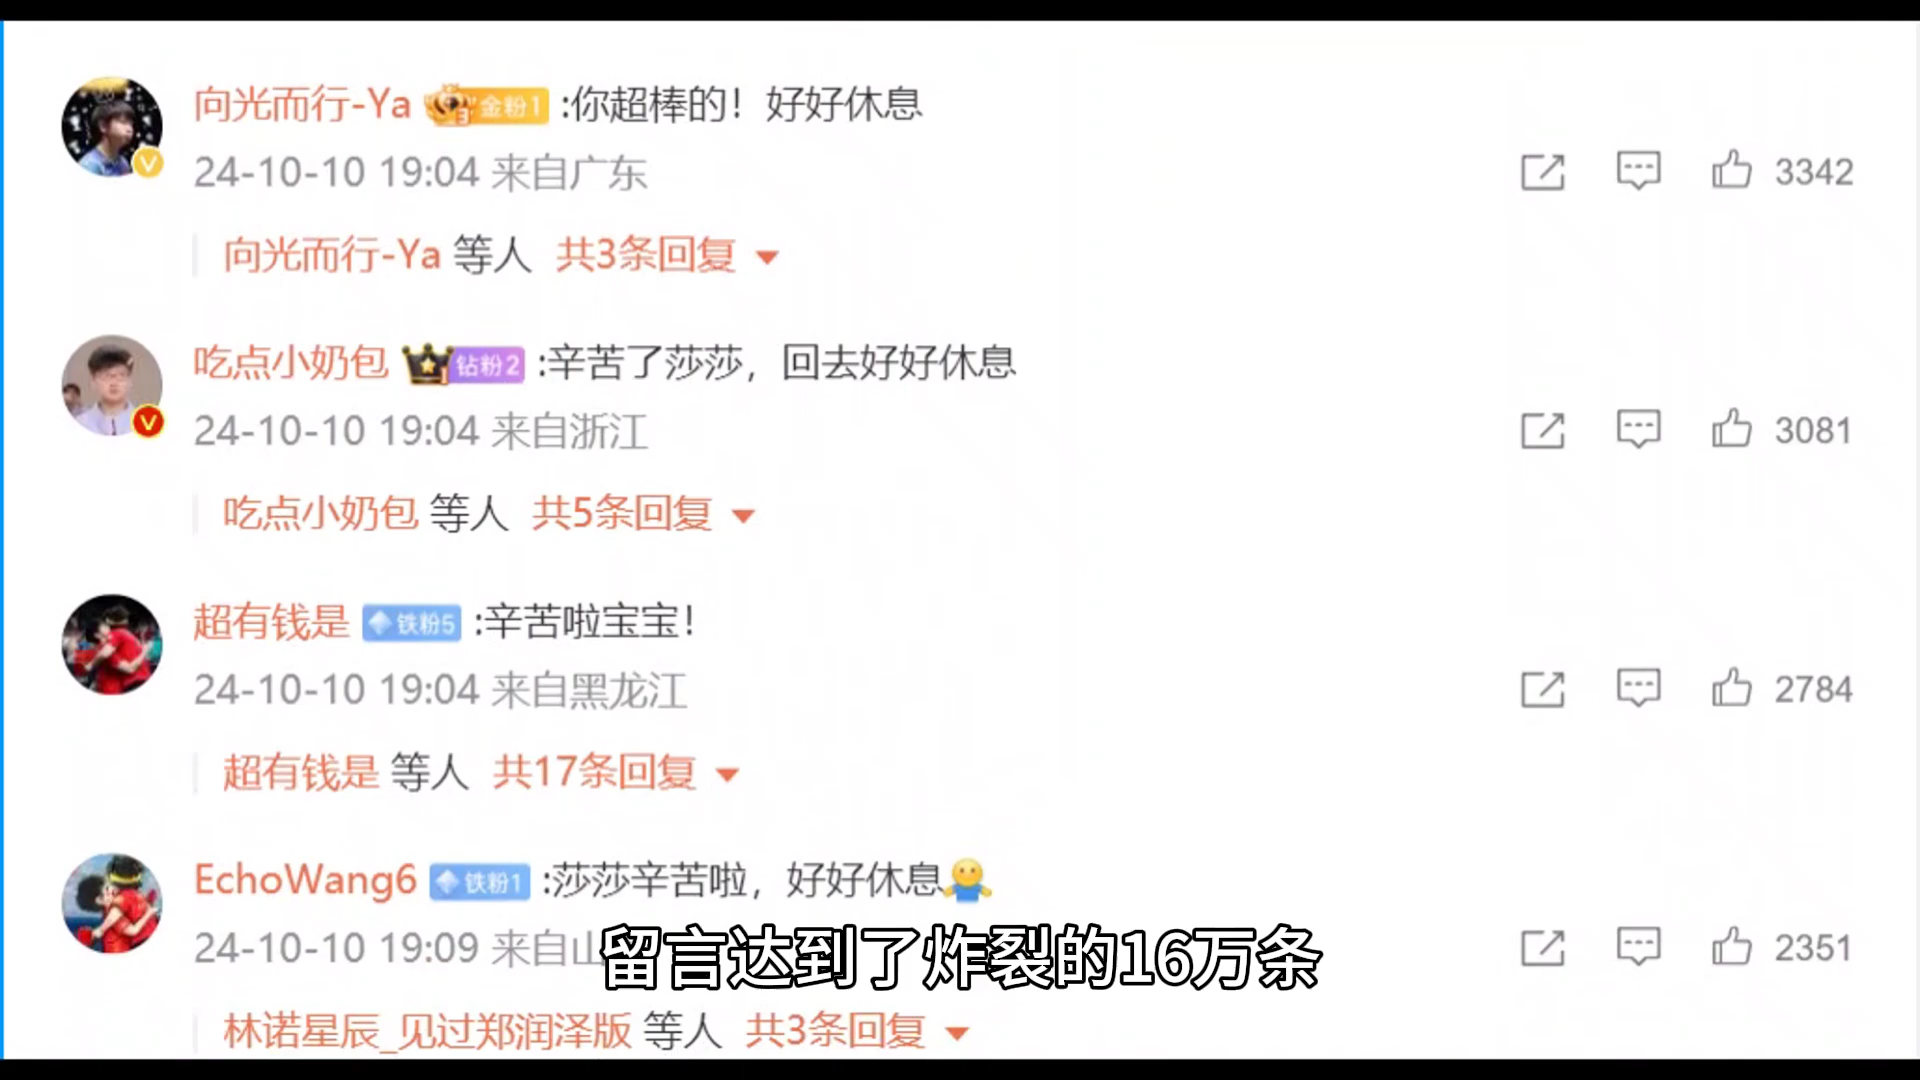 向光而行-Ya 3 金粉1 :你超棒的！好好休息
24-10-10 19:04 来自广东
3342
向光而行-Ya 等人 共3条回复
吃点小奶包 1 钻粉2 :辛苦了莎莎，回去好好休息
24-10-10 19:04 来自浙江
3081
吃点小奶包 等人 共5条回复
超有钱是 铁粉5 :辛苦啦宝宝！
24-10-10 19:04 来自黑龙江
2784
超有钱是 等人 共17条回复
EchoWang6 铁粉1 :莎莎辛苦啦，好好休息
24-10-10 19:09 来自山
2351
留言达到了炸裂的16万条
林诺星辰_见过郑润泽版 等人 共3条回复